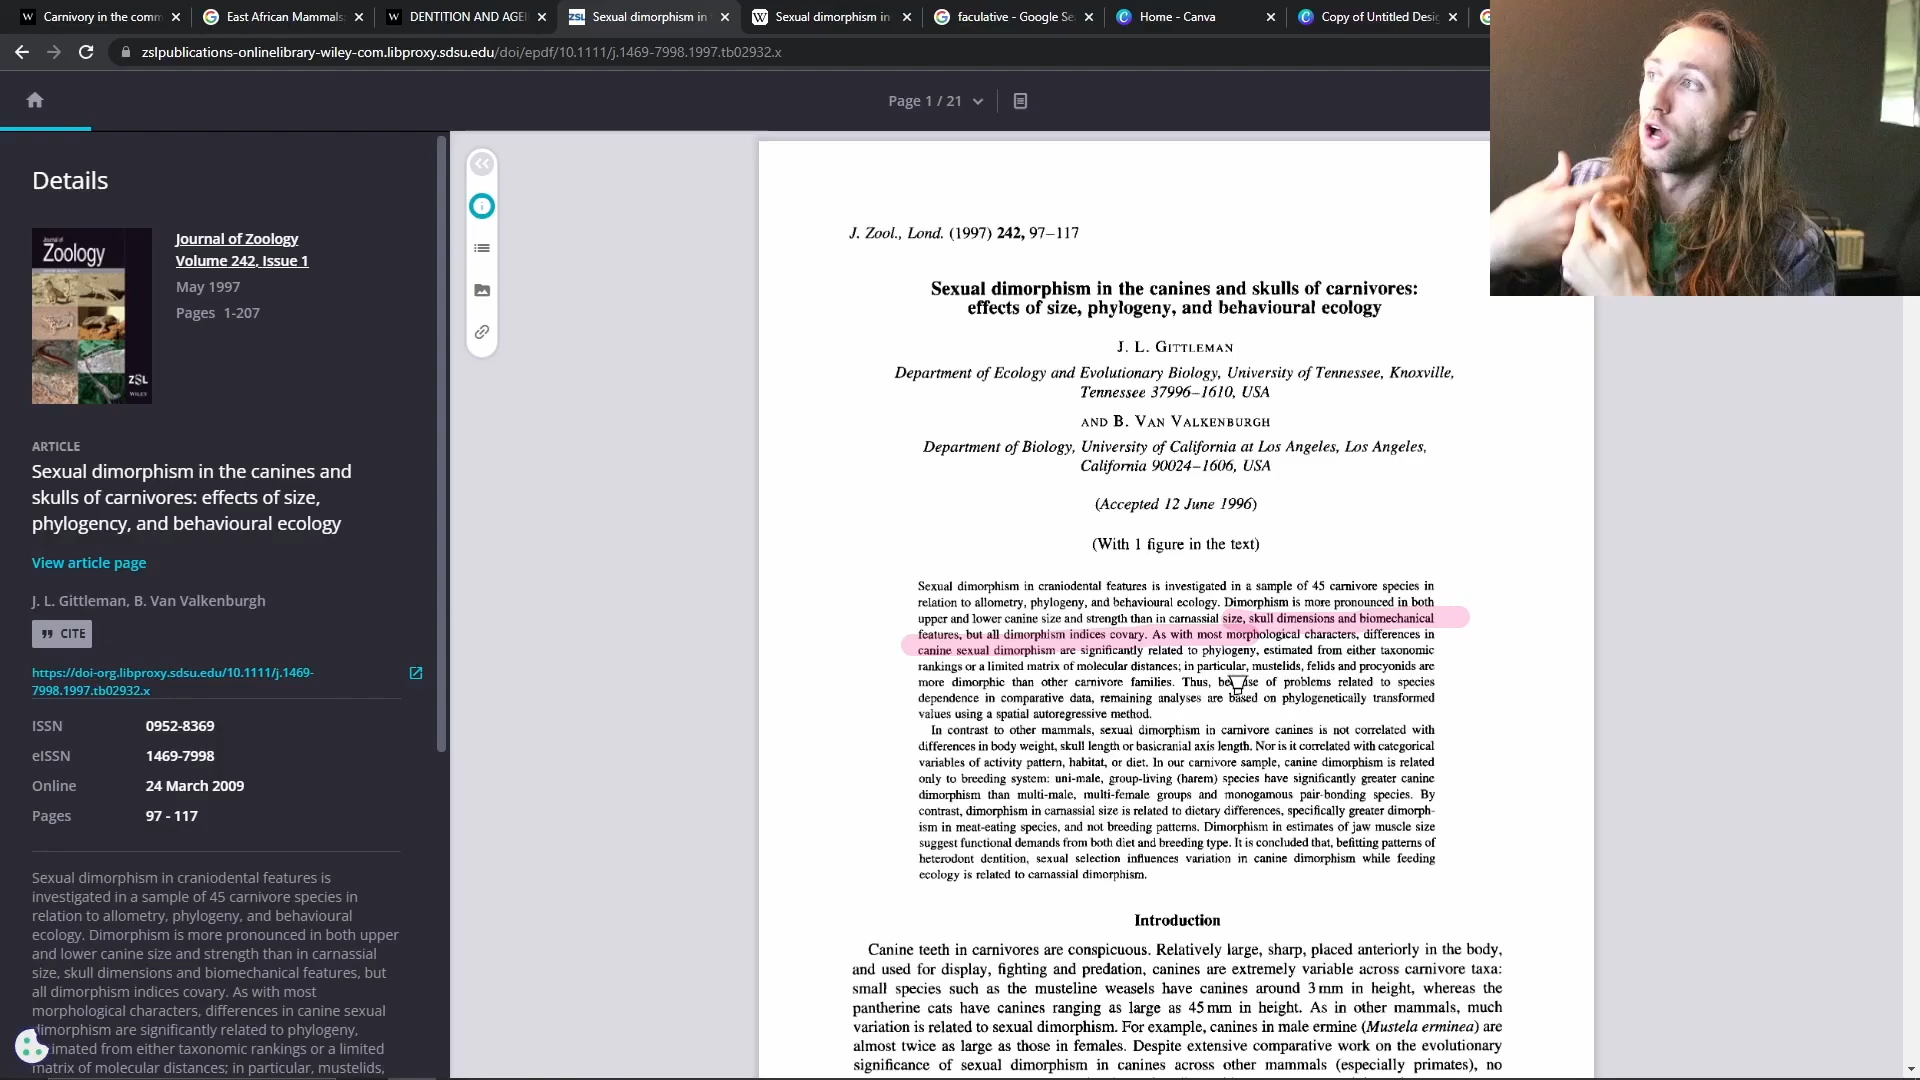 Carnivory in the comm
East African Mammals:
DENTITION AND AGEI
Sexual dimorphism in
Sexual dimorphism in
faculative - Google Se
Home - Canva
Copy of Untitled Desig
zslpublications-onlinelibrary-wiley-com.libproxy.sdsu.edu/doi/epdf/10.1111/j.1469-7998.1997.tb02932.x
Page 1 / 21
Details
Journal of
Zoology
ZSL
WILEY
Journal of Zoology
Volume 242, Issue 1
May 1997
Pages 1-207
ARTICLE
Sexual dimorphism in the canines and
skulls of carnivores: effects of size,
phylogency, and behavioural ecology
View article page
J. L. Gittleman, B. Van Valkenburgh
CITE
https://doi-org.libproxy.sdsu.edu/10.1111/j.1469-
7998.1997.tb02932.x
ISSN 0952-8369
eISSN 1469-7998
Online 24 March 2009
Pages 97 - 117
Sexual dimorphism in craniodental features is
investigated in a sample of 45 carnivore species in
relation to allometry, phylogeny, and behavioural
ecology. Dimorphism is more pronounced in both upper
and lower canine size and strength than in carnassial
size, skull dimensions and biomechanical features, but
all dimorphism indices covary. As with most
morphological characters, differences in canine sexual
dimorphism are significantly related to phylogeny,
estimated from either taxonomic rankings or a limited
matrix of molecular distances; in particular, mustelids,
J. Zool., Lond. (1997) 242, 97–117
Sexual dimorphism in the canines and skulls of carnivores:
effects of size, phylogeny, and behavioural ecology
J. L. GITTLEMAN
Department of Ecology and Evolutionary Biology, University of Tennessee, Knoxville,
Tennessee 37996–1610, USA
AND B. VAN VALKENBURGH
Department of Biology, University of California at Los Angeles, Los Angeles,
California 90024–1606, USA
(Accepted 12 June 1996)
(With 1 figure in the text)
Sexual dimorphism in craniodental features is investigated in a sample of 45 carnivore species in
relation to allometry, phylogeny, and behavioural ecology. Dimorphism is more pronounced in both
upper and lower canine size and strength than in carnassial size, skull dimensions and biomechanical
features, but all dimorphism indices covary. As with most morphological characters, differences in
canine sexual dimorphism are significantly related to phylogeny, estimated from either taxonomic
rankings or a limited matrix of molecular distances; in particular, mustelids, felids and procyonids are
more dimorphic than other carnivore families. Thus, because of problems related to species
dependence in comparative data, remaining analyses are based on phylogenetically transformed
values using a spatial autoregressive method.
In contrast to other mammals, sexual dimorphism in carnivore canines is not correlated with
differences in body weight, skull length or basicranial axis length. Nor is it correlated with categorical
variables of activity pattern, habitat, or diet. In our carnivore sample, canine dimorphism is related
only to breeding system: uni-male, group-living (harem) species have significantly greater canine
dimorphism than multi-male, multi-female groups and monogamous pair-bonding species. By
contrast, dimorphism in carnassial size is related to dietary differences, specifically greater dimorph-
ism in meat-eating species, and not breeding patterns. Dimorphism in estimates of jaw muscle size
suggest functional demands from both diet and breeding type. It is concluded that, befitting patterns of
heterodont dentition, sexual selection influences variation in canine dimorphism while feeding
ecology is related to carnassial dimorphism.
Introduction
Canine teeth in carnivores are conspicuous. Relatively large, sharp, placed anteriorly in the body,
and used for display, fighting and predation, canines are extremely variable across carnivore taxa:
small species such as the musteline weasels have canines around 3 mm in height, whereas the
pantherine cats have canines ranging as large as 45 mm in height. As in other mammals, much
variation is related to sexual dimorphism. For example, canines in male ermine (Mustela erminea) are
almost twice as large as those in females. Despite extensive comparative work on the evolutionary
significance of sexual dimorphism in canines across other mammals (especially primates), no